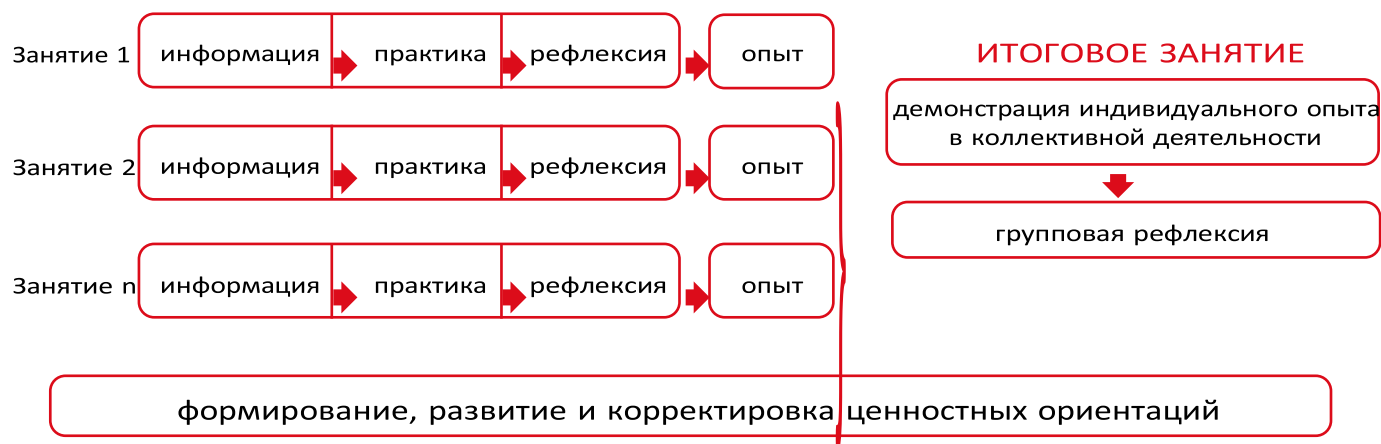 Занятие 1 информация практика рефлексия опыт
Занятие 2 информация практика рефлексия опыт
Занятие n информация практика рефлексия опыт
ИТОГОВОЕ ЗАНЯТИЕ
демонстрация индивидуального опыта
в коллективной деятельности
групповая рефлексия
формирование, развитие и корректировка ценностных ориентаций